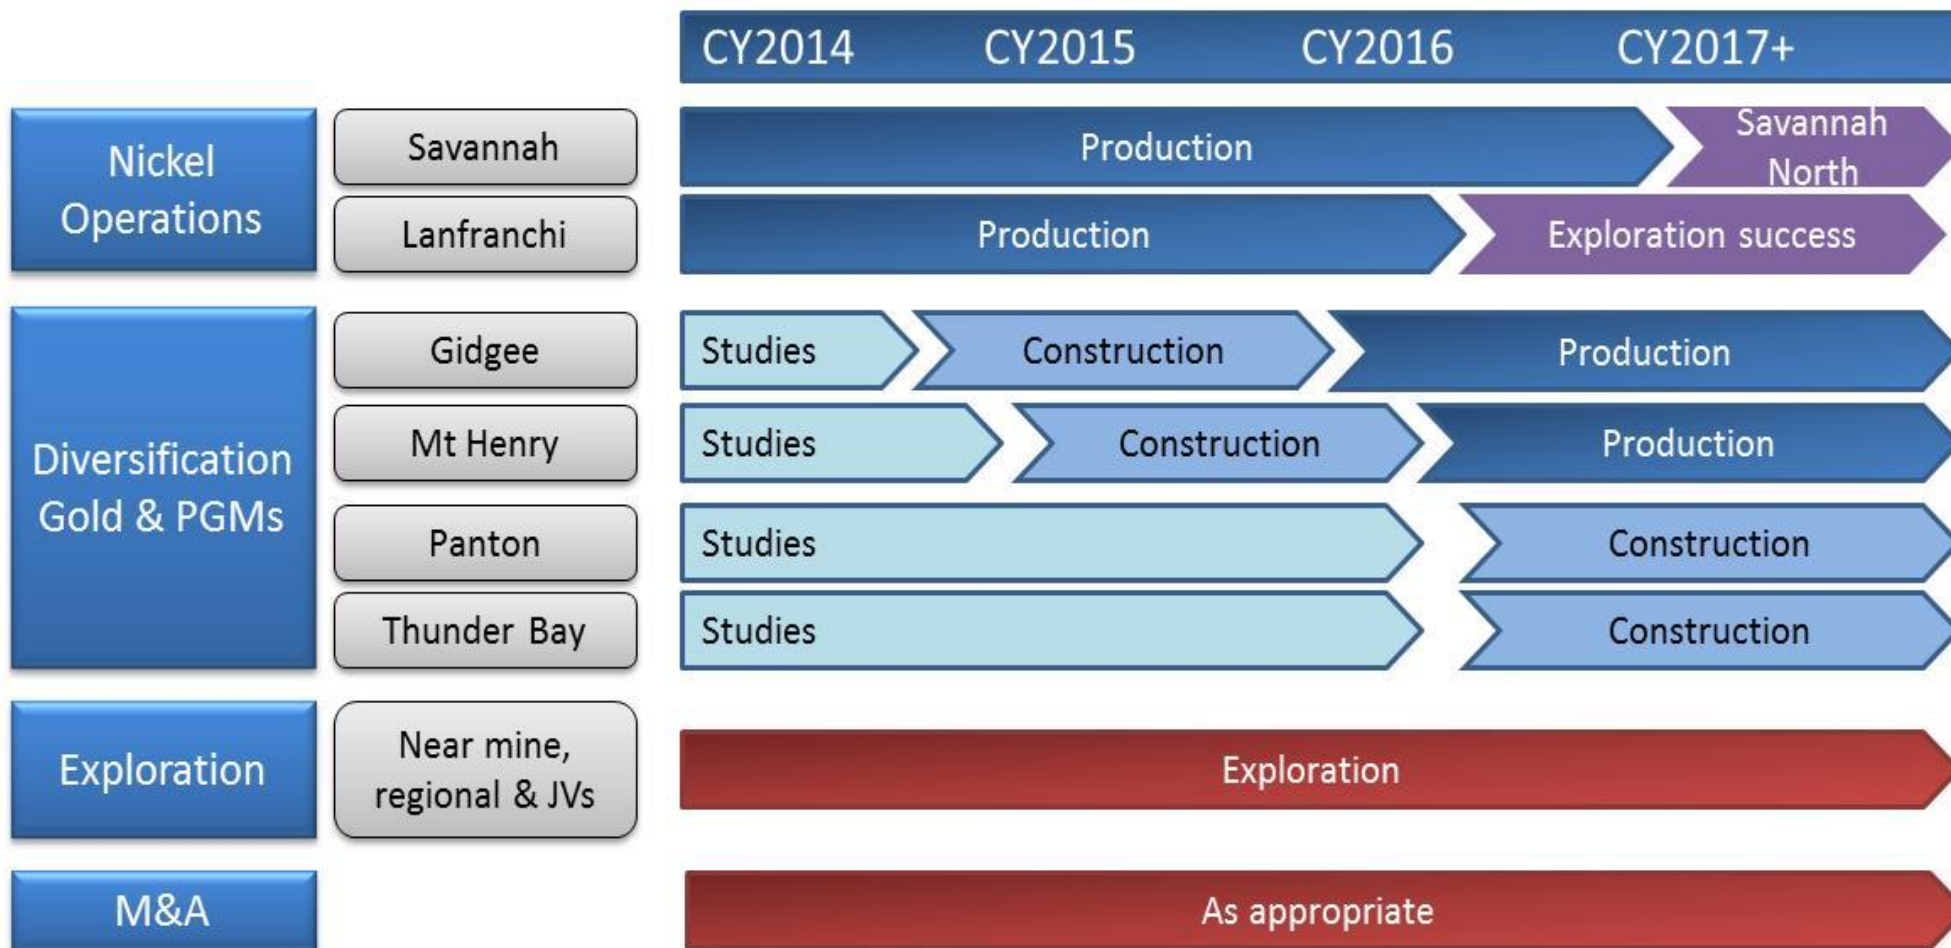 CY2014 CY2015 CY2016 CY2017+
Nickel
Operations
Savannah
Production
Savannah
North
Lanfranchi
Production
Exploration success
Diversification
Gold & PGMs
Gidgee
Studies
Construction
Production
Mt Henry
Studies
Construction
Production
Panton
Studies
Construction
Thunder Bay
Studies
Construction
Exploration
Near mine,
regional & JVs
Exploration
M&A
As appropriate